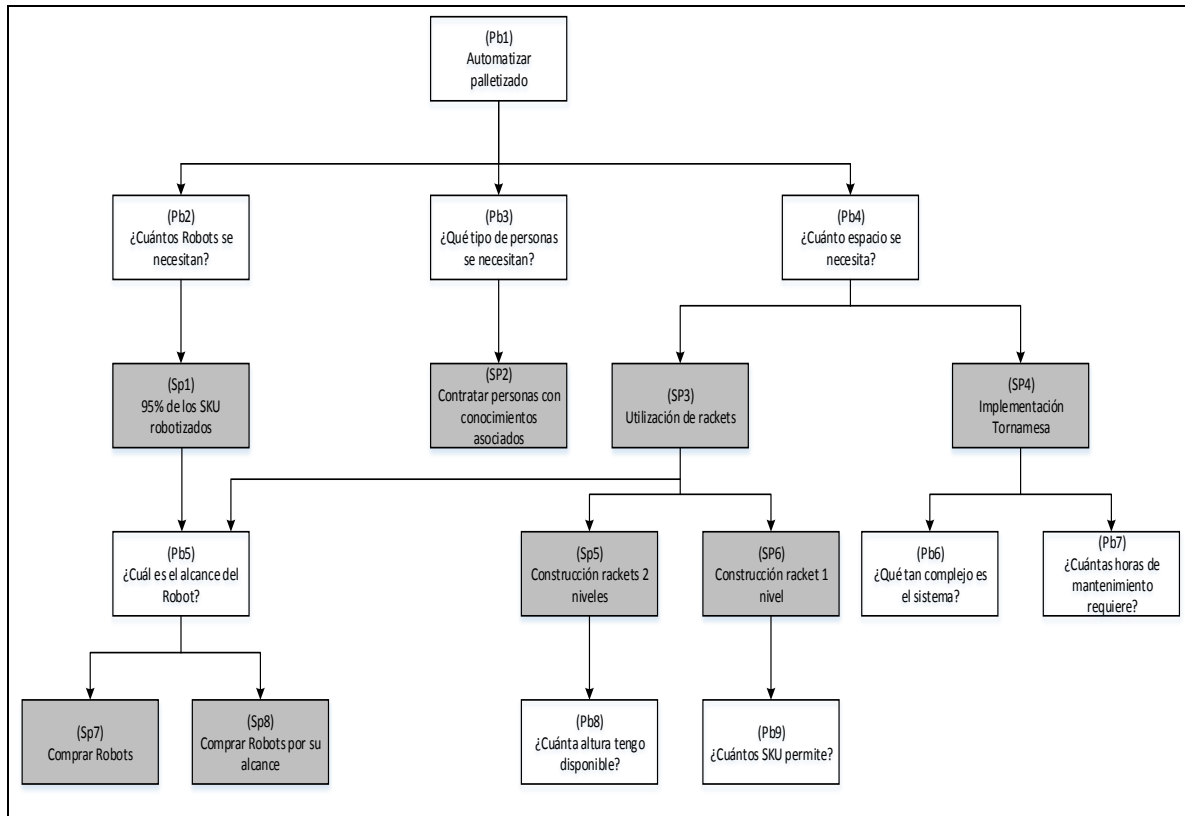 (Pb1)
Automatizar
palletizado
(Pb2)
¿Cuántos Robots se
necesitan?
(Pb3)
¿Qué tipo de personas
se necesitan?
(Pb4)
¿Cuánto espacio se
necesita?
(Sp1)
95% de los SKU
robotizados
(SP2)
Contratar personas con
conocimientos
asociados
(SP3)
Utilización de rackets
(SP4)
Implementación
Tornamesa
(Pb5)
¿Cuál es el alcance del
Robot?
(Sp5)
Construcción rackets 2
niveles
(SP6)
Construcción racket 1
nivel
(Pb6)
¿Qué tan complejo es
el sistema?
(Pb7)
¿Cuántas horas de
mantenimiento
requiere?
(Sp7)
Comprar Robots
(Sp8)
Comprar Robots por su
alcance
(Pb8)
¿Cuánta altura tengo
disponible?
(Pb9)
¿Cuántos SKU permite?